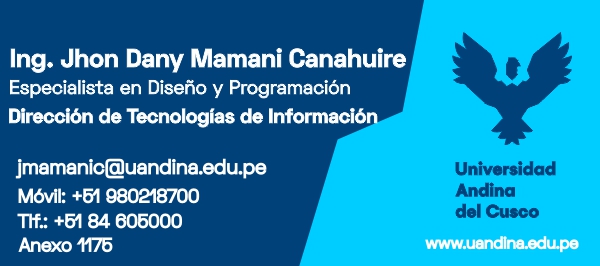 Ing. Jhon Dany Mamani Canahuire
Especialista en Diseño y Programación
Dirección de Tecnologías de Información
jmamanic@uandina.edu.pe
Móvil: +51 980218700
Tlf.: +51 84 605000
Anexo 1175
Universidad
Andina
del Cusco
www.uandina.edu.pe